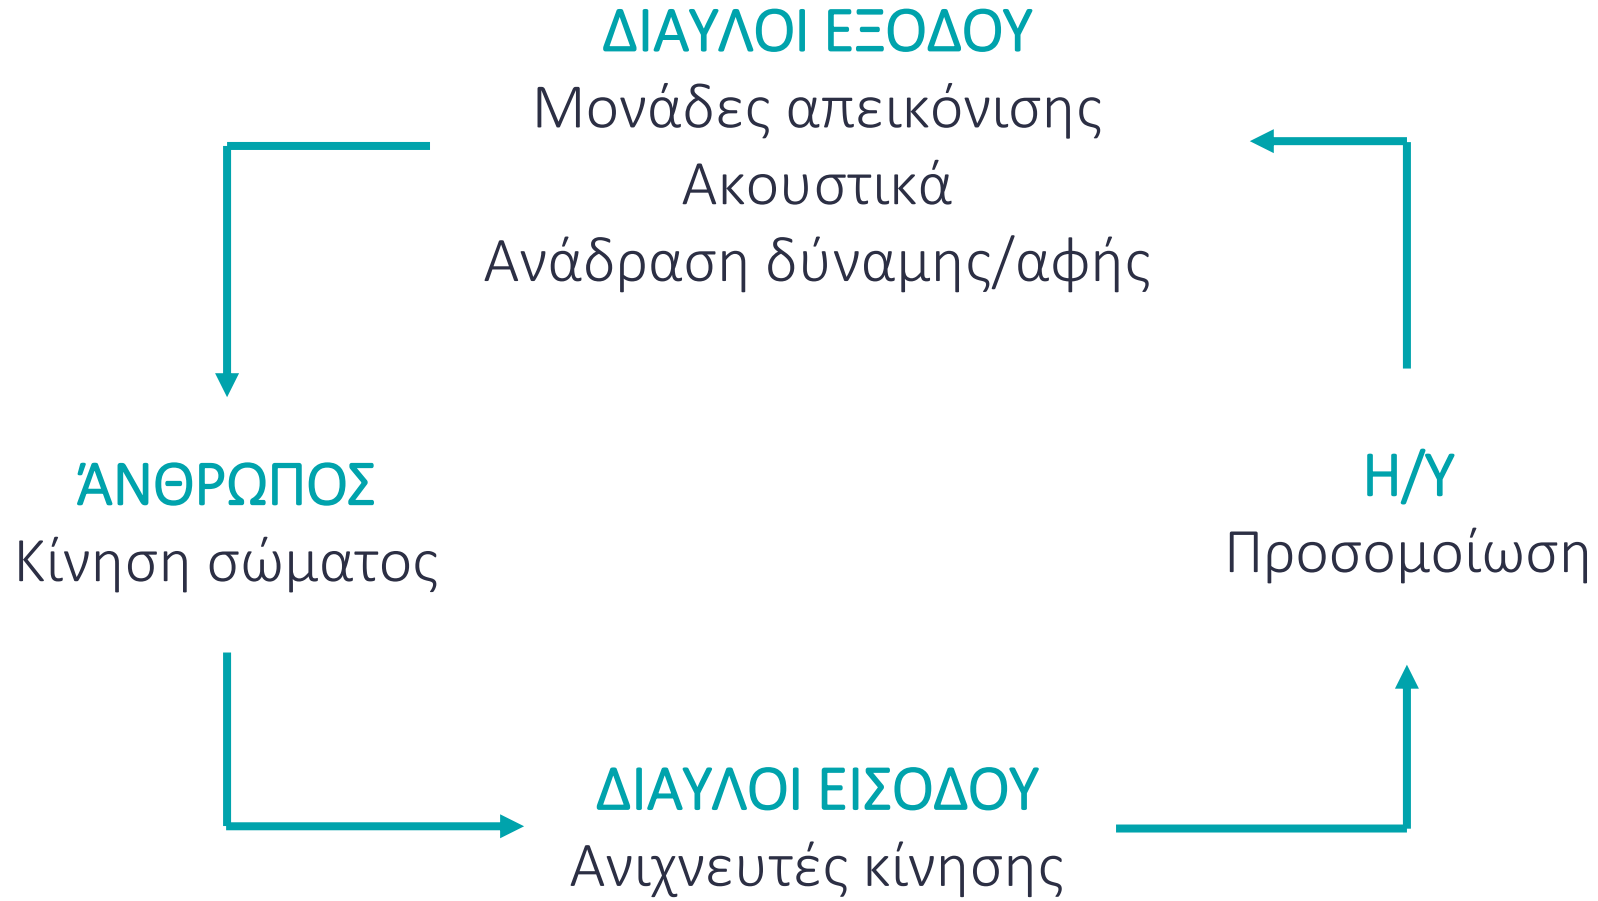 ΔΙΑΥΛΟΙ ΕΞΟΔΟΥ
Μονάδες απεικόνισης
Ακουστικά
Ανάδραση δύναμης/αφής
ΆΝΘΡΩΠΟΣ
Κίνηση σώματος
Η/Υ
Προσομοίωση
ΔΙΑΥΛΟΙ ΕΙΣΟΔΟΥ
Ανιχνευτές κίνησης